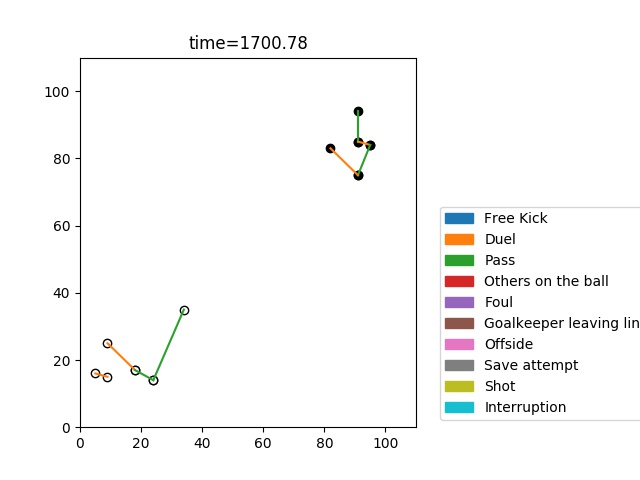 time=1700.78
100
80
60
40
20
0
0 20 40 60 80 100
Free Kick
Duel
Pass
Others on the ball
Foul
Goalkeeper leaving lin
Offside
Save attempt
Shot
Interruption